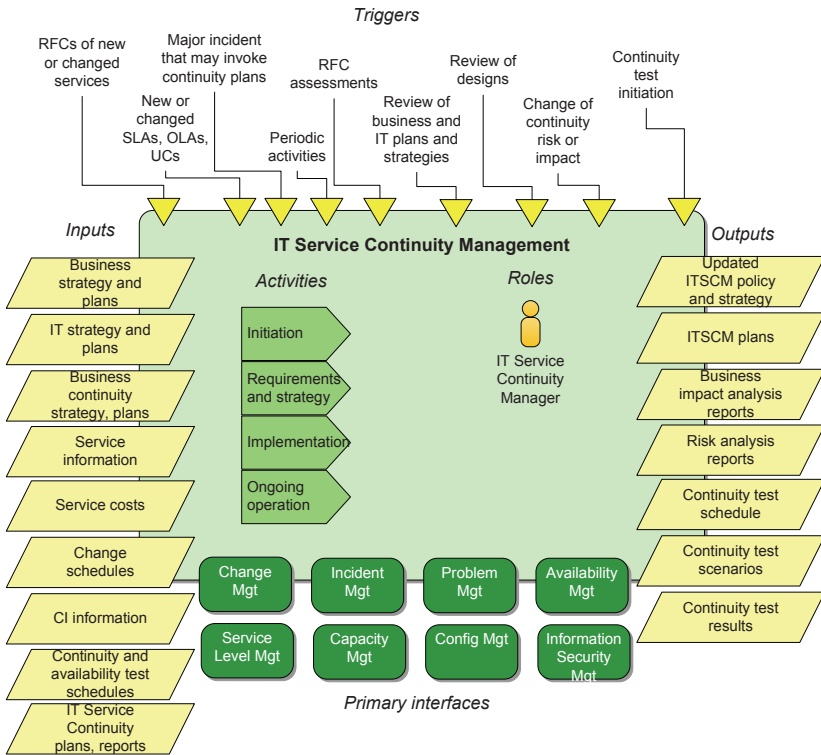 Triggers
RFCs of new
or changed
services
Major incident
that may invoke
continuity plans
New or
changed
SLAs, OLAs,
UCs
Periodic
activities
RFC
assessments
Review of
business and
IT plans and
strategies
Review of
designs
Change of
continuity
risk or
impact
Continuity
test
initiation
Inputs
Business
strategy and
plans
IT strategy and
plans
Business
continuity
strategy, plans
Service
information
Service costs
Change
schedules
CI information
Continuity and
availability test
schedules
IT Service
Continuity
plans, reports
IT Service Continuity Management
Activities
Initiation
Requirements
and strategy
Implementation
Ongoing
operation
Roles
IT Service
Continuity
Manager
Outputs
Updated
ITSCM policy
and strategy
ITSCM plans
Business
impact analysis
reports
Risk analysis
reports
Continuity test
schedule
Continuity test
scenarios
Continuity test
results
Change
Mgt
Incident
Mgt
Problem
Mgt
Availability
Mgt
Service
Level Mgt
Capacity
Mgt
Config Mgt
Information
Security
Mgt
Primary interfaces